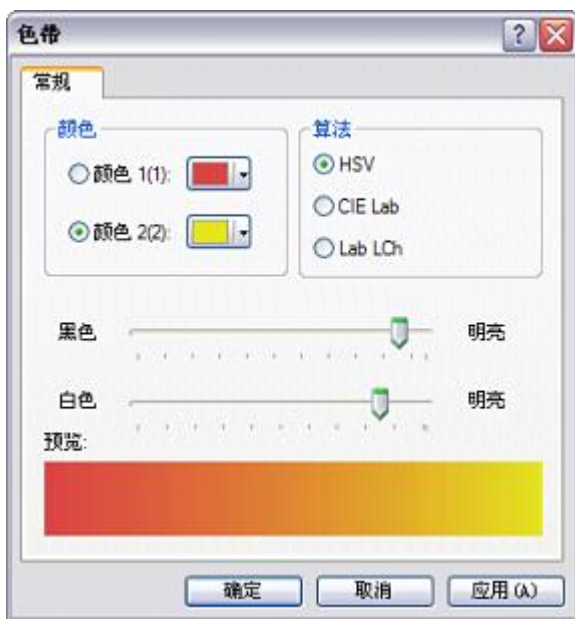 色带
常规
颜色
颜色 1(1):
颜色 2(2):
算法
HSV
CIE Lab
Lab LCh
黑色 明亮
白色 明亮
预览:
确定 取消 应用(A)